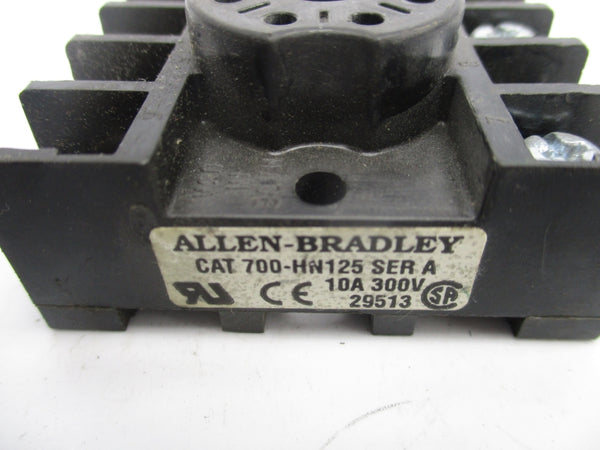 ALLEN-BRADLEY
CAT 700-HN125 SER A
10A 300V
29513